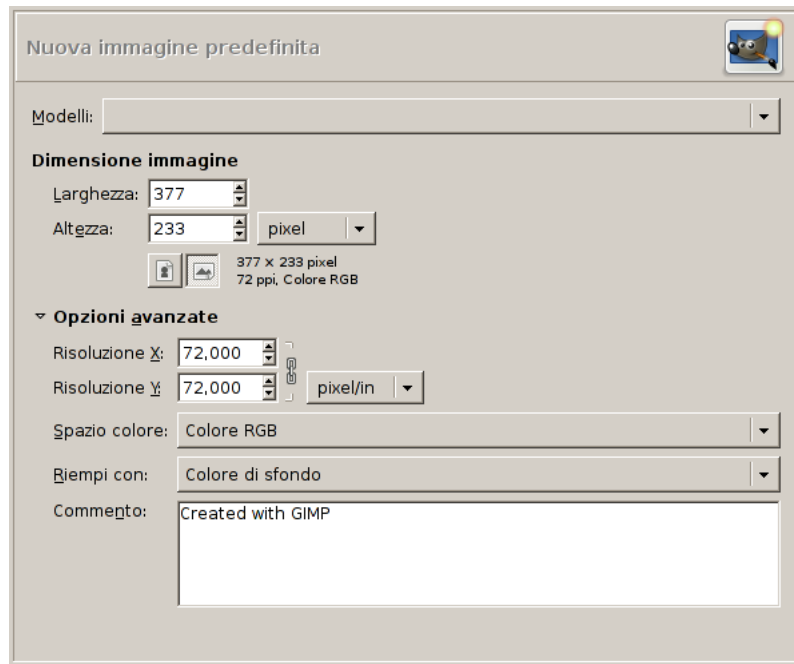 Nuova immagine predefinita
Modelli:
Dimensione immagine
Larghezza: 377
Altezza: 233 pixel
377 × 233 pixel
72 ppi, Colore RGB
Opzioni avanzate
Risoluzione X: 72,000
Risoluzione Y: 72,000 pixel/in
Spazio colore: Colore RGB
Riempi con: Colore di sfondo
Commento: Created with GIMP